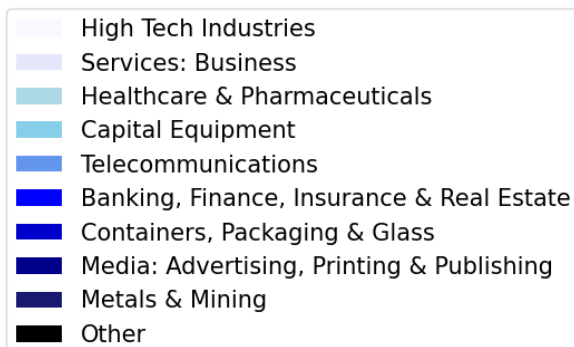 High Tech Industries
Services: Business
Healthcare & Pharmaceuticals
Capital Equipment
Telecommunications
Banking, Finance, Insurance & Real Estate
Containers, Packaging & Glass
Media: Advertising, Printing & Publishing
Metals & Mining
Other